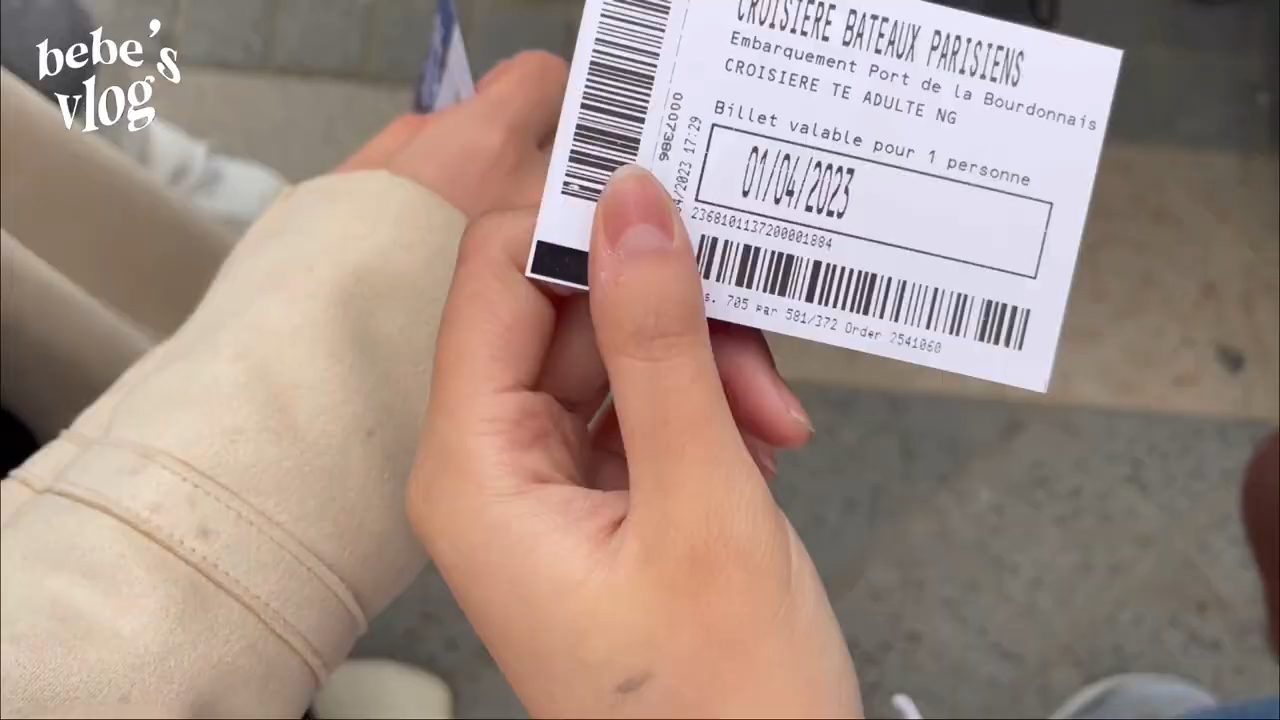 bebe's
vlog
CROISIERE BATEAUX PARISIENS
Embarquement Port de la Bourdonnais
CROISIERE TE ADULTE NG
Billet valable pour 1 personne
01/04/2023
2368101137200001884
705 par 581/372 Order 2541060
0007386
/2023 17:29